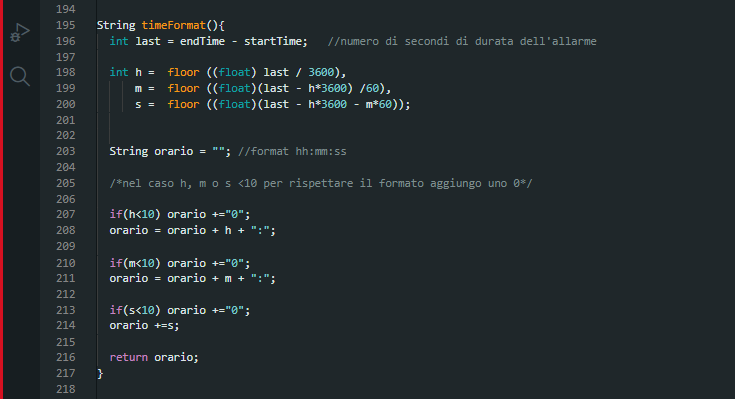 194
195 String timeFormat(){
196 int last = endTime - startTime; //numero di secondi di durata dell'allarme
197
198 int h = floor ((float) last / 3600),
199 m = floor ((float)(last - h*3600) /60),
200 s = floor ((float)(last - h*3600 - m*60));
201
202
203 String orario = ""; //format hh:mm:ss
204
205 /*nel caso h, m o s <10 per rispettare il formato aggiungo uno 0*/
206
207 if(h<10) orario +="0";
208 orario = orario + h + ":";
209
210 if(m<10) orario +="0";
211 orario = orario + m + ":";
212
213 if(s<10) orario +="0";
214 orario +=s;
215
216 return orario;
217 }
218